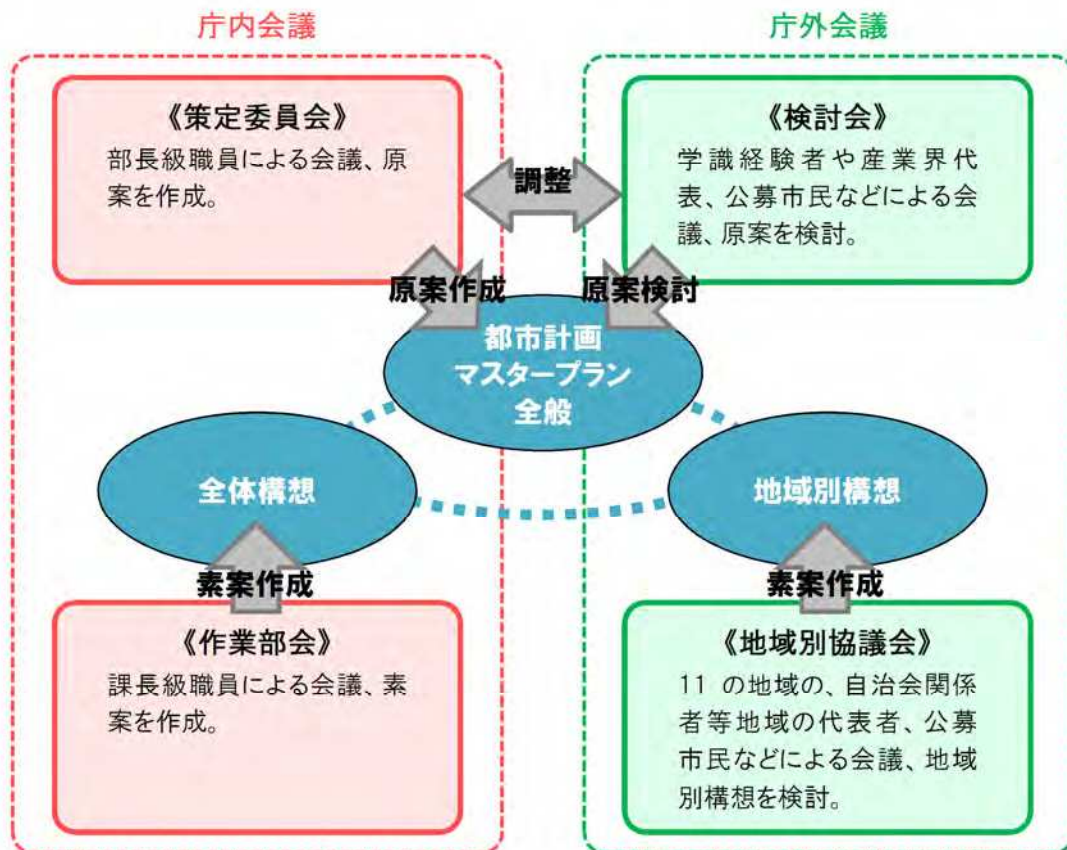 庁内会議
庁外会議
《策定委員会》
部長級職員による会議、原
案を作成。
《検討会》
学識経験者や産業界代
表、公募市民などによる会
議、原案を検討。
調整
原案作成
原案検討
都市計画
マスタープラン
全般
全体構想
地域別構想
素案作成
素案作成
《作業部会》
課長級職員による会議、素
案を作成。
《地域別協議会》
11 の地域の、自治会関係
者等地域の代表者、公募
市民などによる会議、地域
別構想を検討。